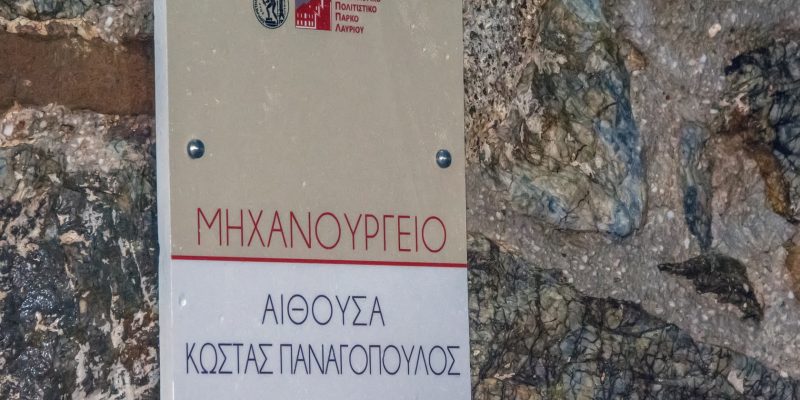 Πολιτιστικο
Παρκο
Λαυριου
ΜΗΧΑΝΟΥΡΓΕΙΟ
ΑΙΘΟΥΣΑ
ΚΩΣΤΑΣ ΠΑΝΑΓΟΠΟΥΛΟΣ